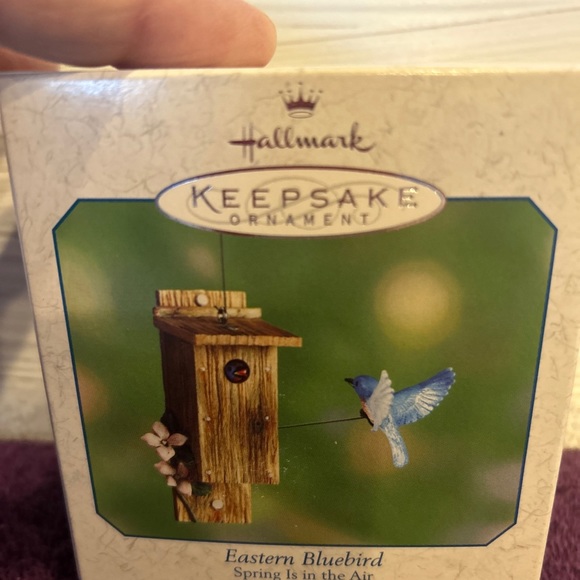 Hallmark
KEEPSAKE
ORNAMENT
Eastern Bluebird
Spring Is in the Air